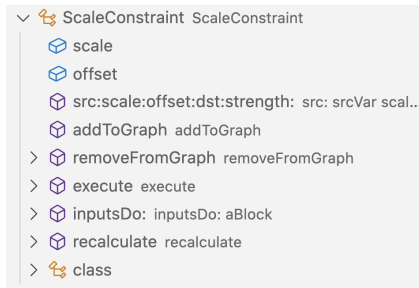 ScaleConstraint ScaleConstraint
scale
offset
src:scale:offset:dst:strength: src: srcVar scal...
addToGraph addToGraph
removeFromGraph removeFromGraph
execute execute
inputsDo: inputsDo: aBlock
recalculate recalculate
class